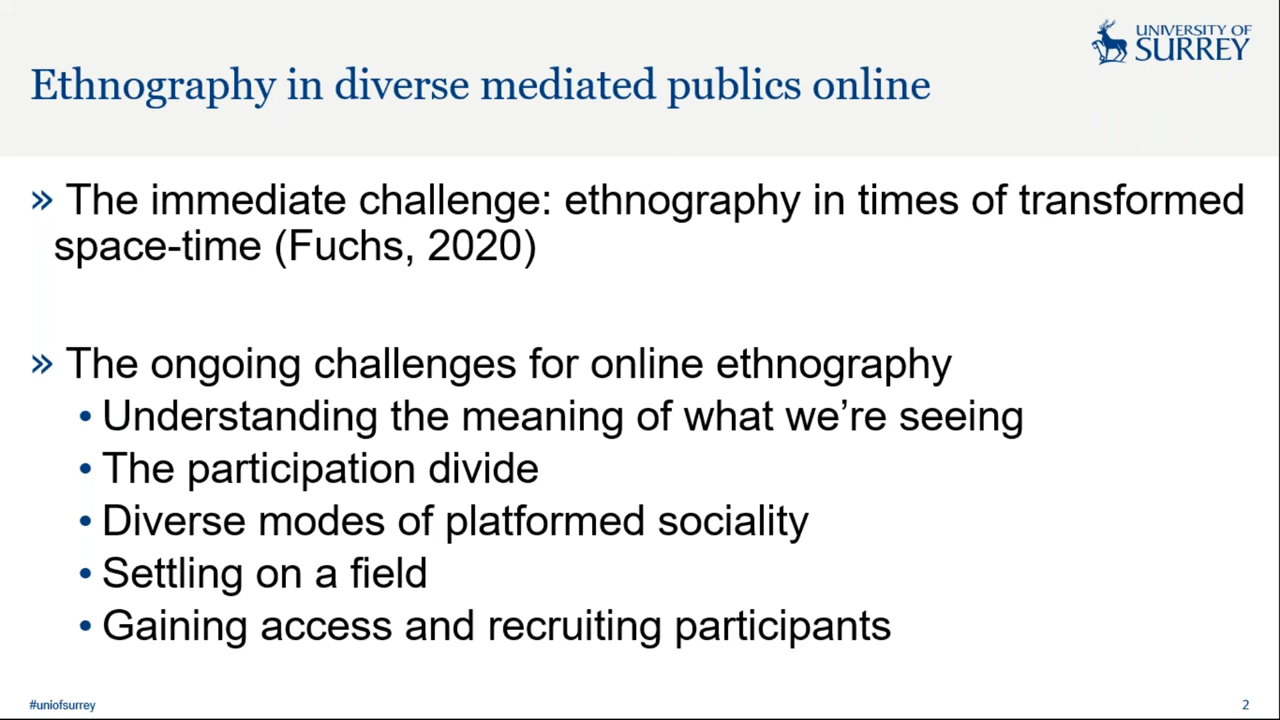 UNIVERSITY OF
SURREY
Ethnography in diverse mediated publics online
» The immediate challenge: ethnography in times of transformed
space-time (Fuchs, 2020)
» The ongoing challenges for online ethnography
• Understanding the meaning of what we’re seeing
• The participation divide
• Diverse modes of platformed sociality
• Settling on a field
• Gaining access and recruiting participants
#uniofsurrey
2